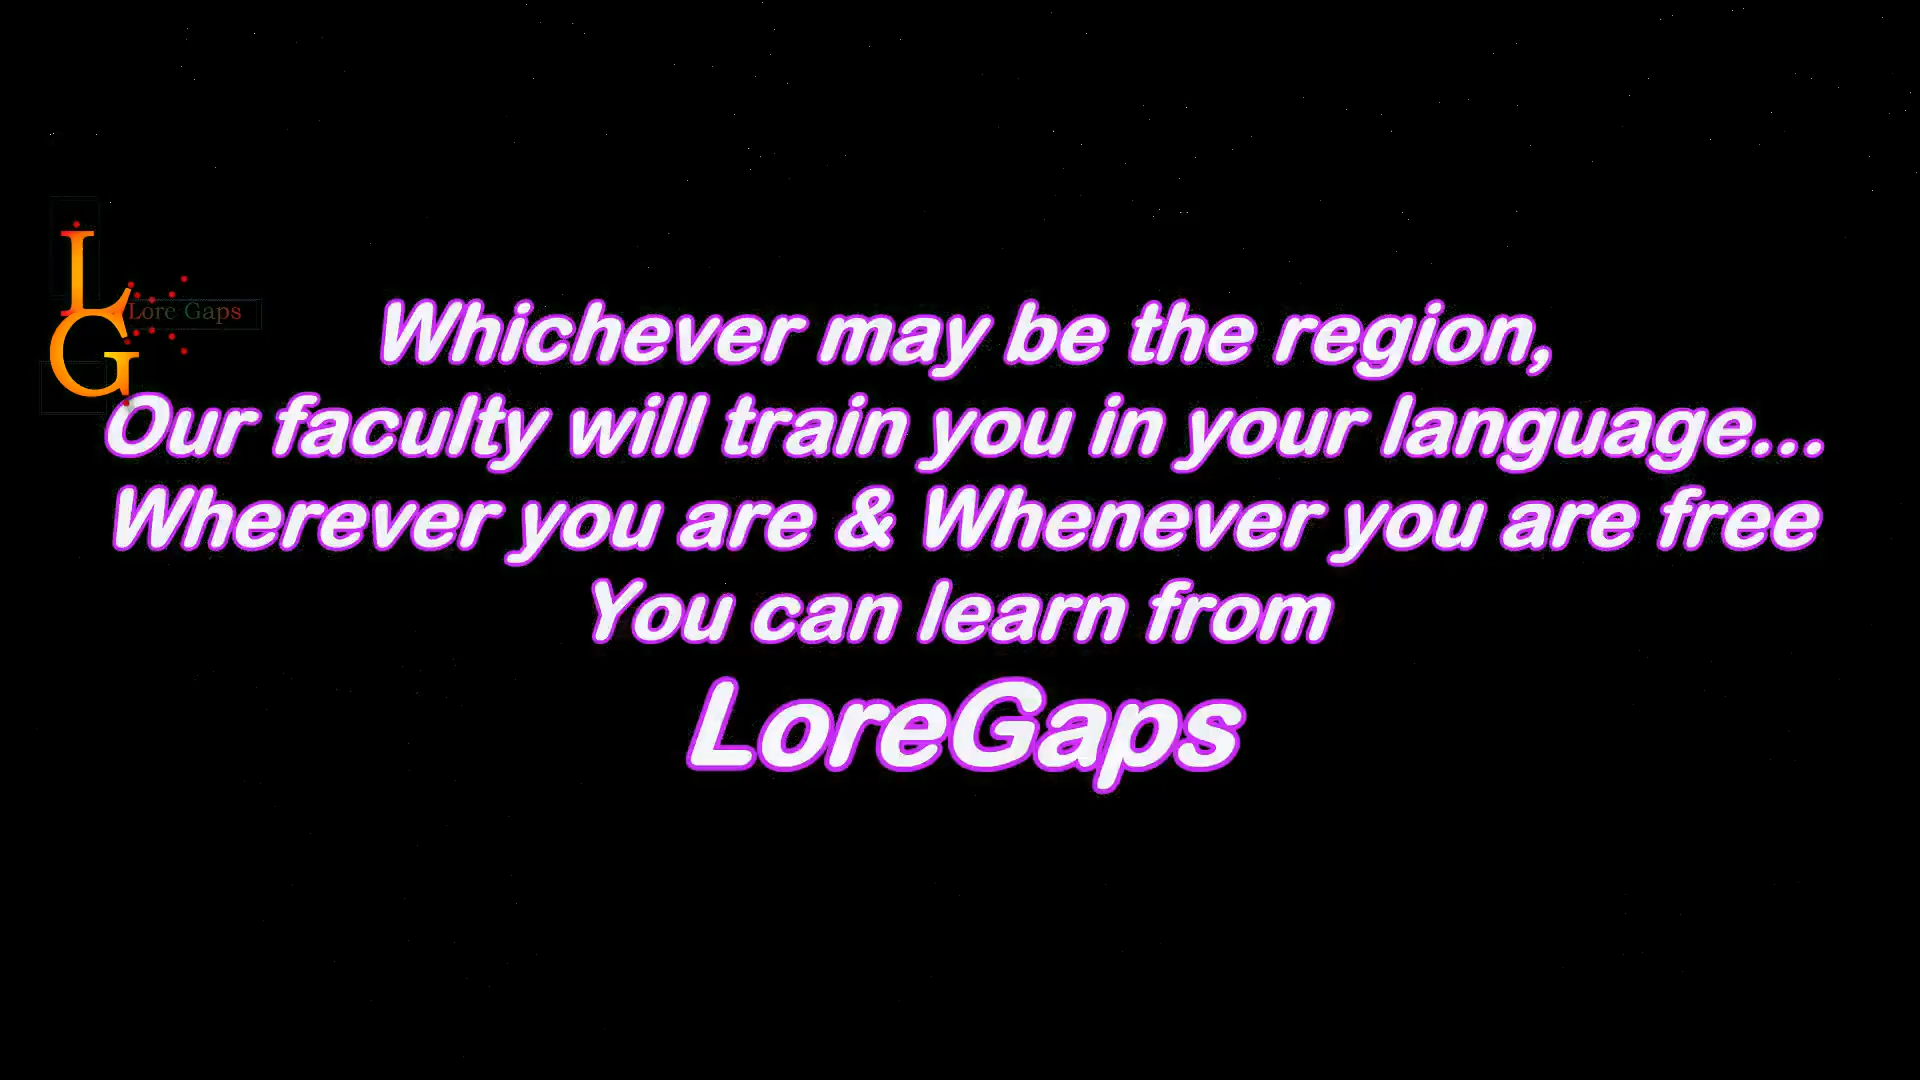 L
G
Lore Gaps
Whichever may be the region,
Our faculty will train you in your language...
Wherever you are & Whenever you are free
You can learn from
LoreGaps